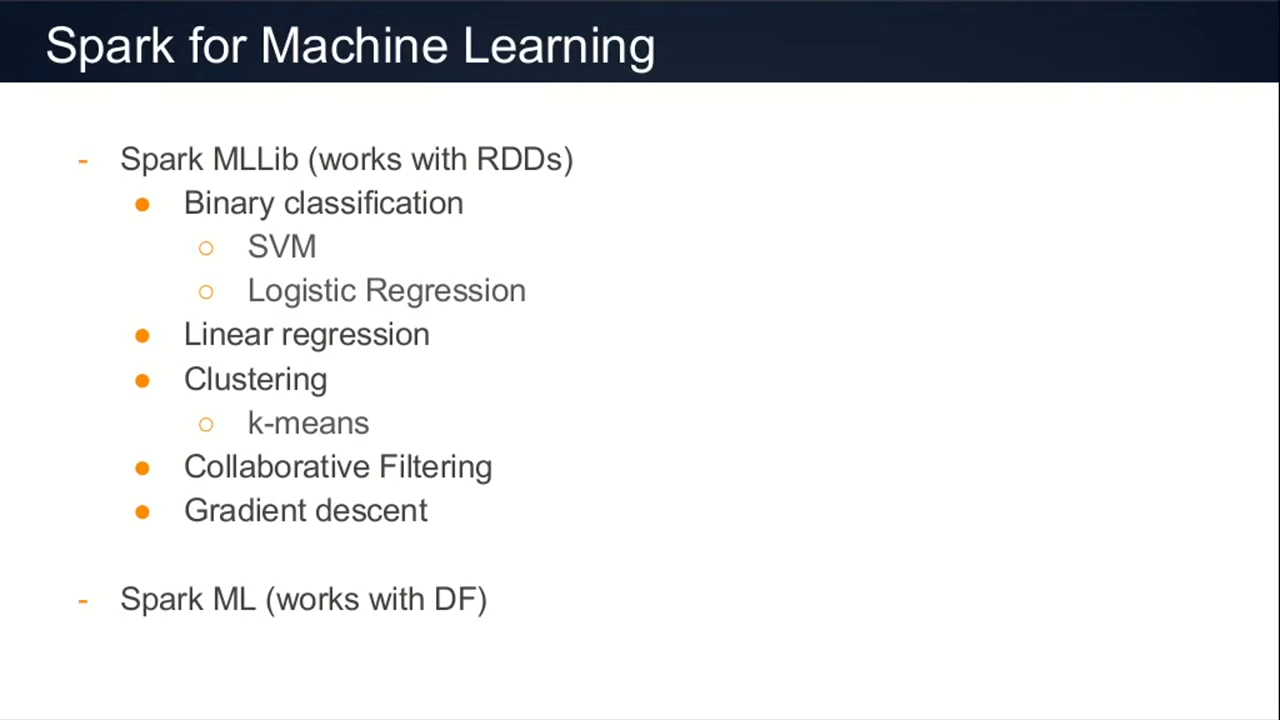 Spark for Machine Learning
- Spark MLLib (works with RDDs)
● Binary classification
○ SVM
○ Logistic Regression
● Linear regression
● Clustering
○ k-means
● Collaborative Filtering
● Gradient descent
- Spark ML (works with DF)